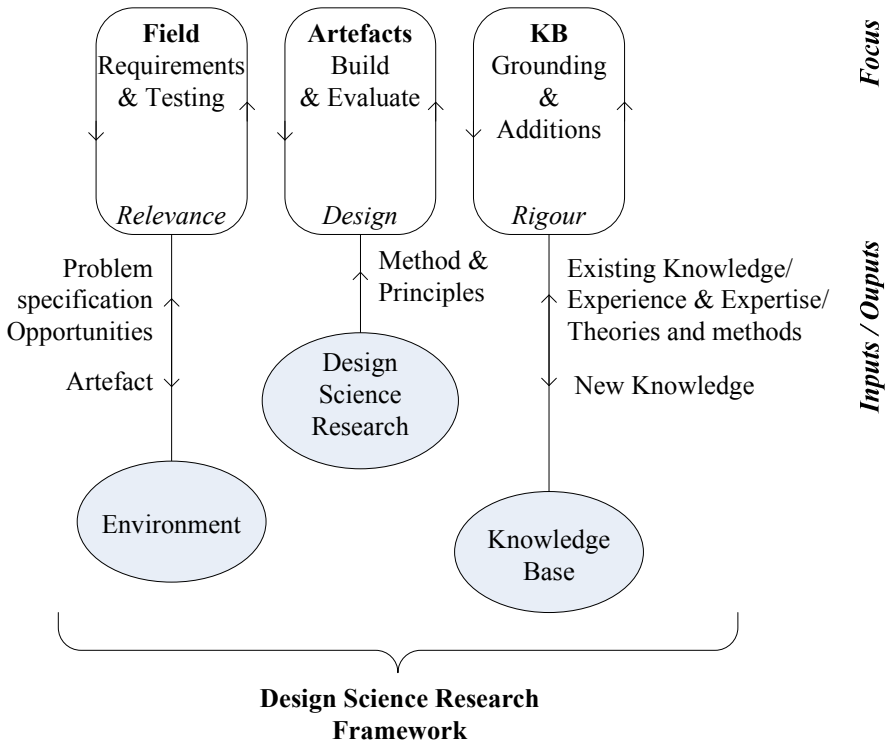 Field
Requirements
& Testing
Relevance
Artefacts
Build
& Evaluate
Design
KB
Grounding
&
Additions
Rigour
Focus
Problem
specification
Opportunities
Artefact
Method &
Principles
Existing Knowledge/
Experience & Expertise/
Theories and methods
New Knowledge
Inputs / Ouputs
Environment
Design
Science
Research
Knowledge
Base
Design Science Research
Framework